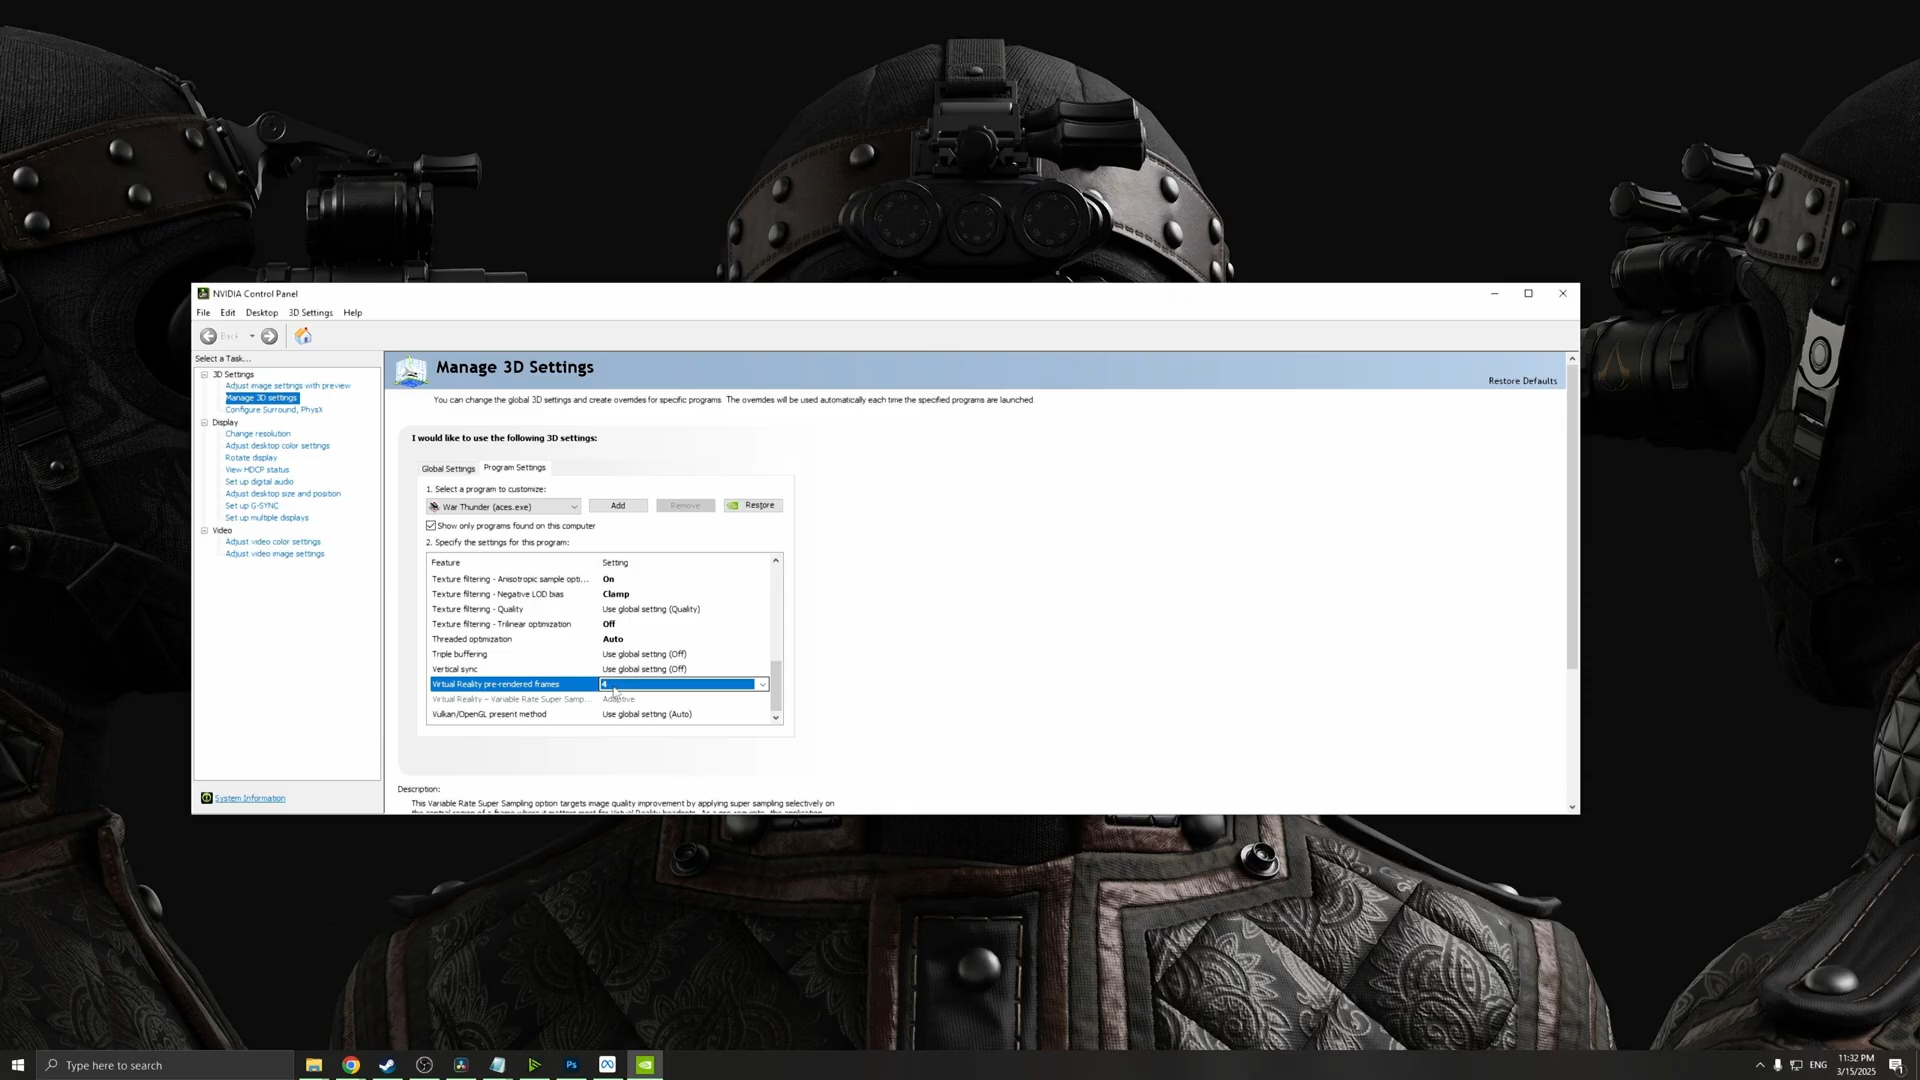 NVIDIA Control Panel
File Edit Desktop 3D Settings Help
Back
Select a Task...
3D Settings
Adjust image settings with preview
Manage 3D settings
Configure Surround, PhysX
Display
Change resolution
Adjust desktop color settings
Rotate display
View HDCP status
Set up digital audio
Adjust desktop size and position
Set up G-SYNC
Set up multiple displays
Video
Adjust video color settings
Adjust video image settings
System Information
Manage 3D Settings
Restore Defaults
You can change the global 3D settings and create overrides for specific programs. The overrides will be used automatically each time the specified programs are launched
I would like to use the following 3D settings:
Global Settings Program Settings
1. Select a program to customize:
War Thunder (aces.exe) Add Remove Restore
Show only programs found on this computer
2. Specify the settings for this program:
Feature Setting
Texture filtering - Anisotropic sample opti... On
Texture filtering - Negative LOD bias Clamp
Texture filtering - Quality Use global setting (Quality)
Texture filtering - Trilinear optimization Off
Threaded optimization Auto
Triple buffering Use global setting (Off)
Vertical sync Use global setting (Off)
Virtual Reality pre-rendered frames 4
Virtual Reality – Variable Rate Super Samp... Adaptive
Vulkan/OpenGL present method Use global setting (Auto)
Description:
This Variable Rate Super Sampling option targets image quality improvement by applying super sampling selectively on
Type here to search
Ps
ENG
11:32 PM
3/15/2025